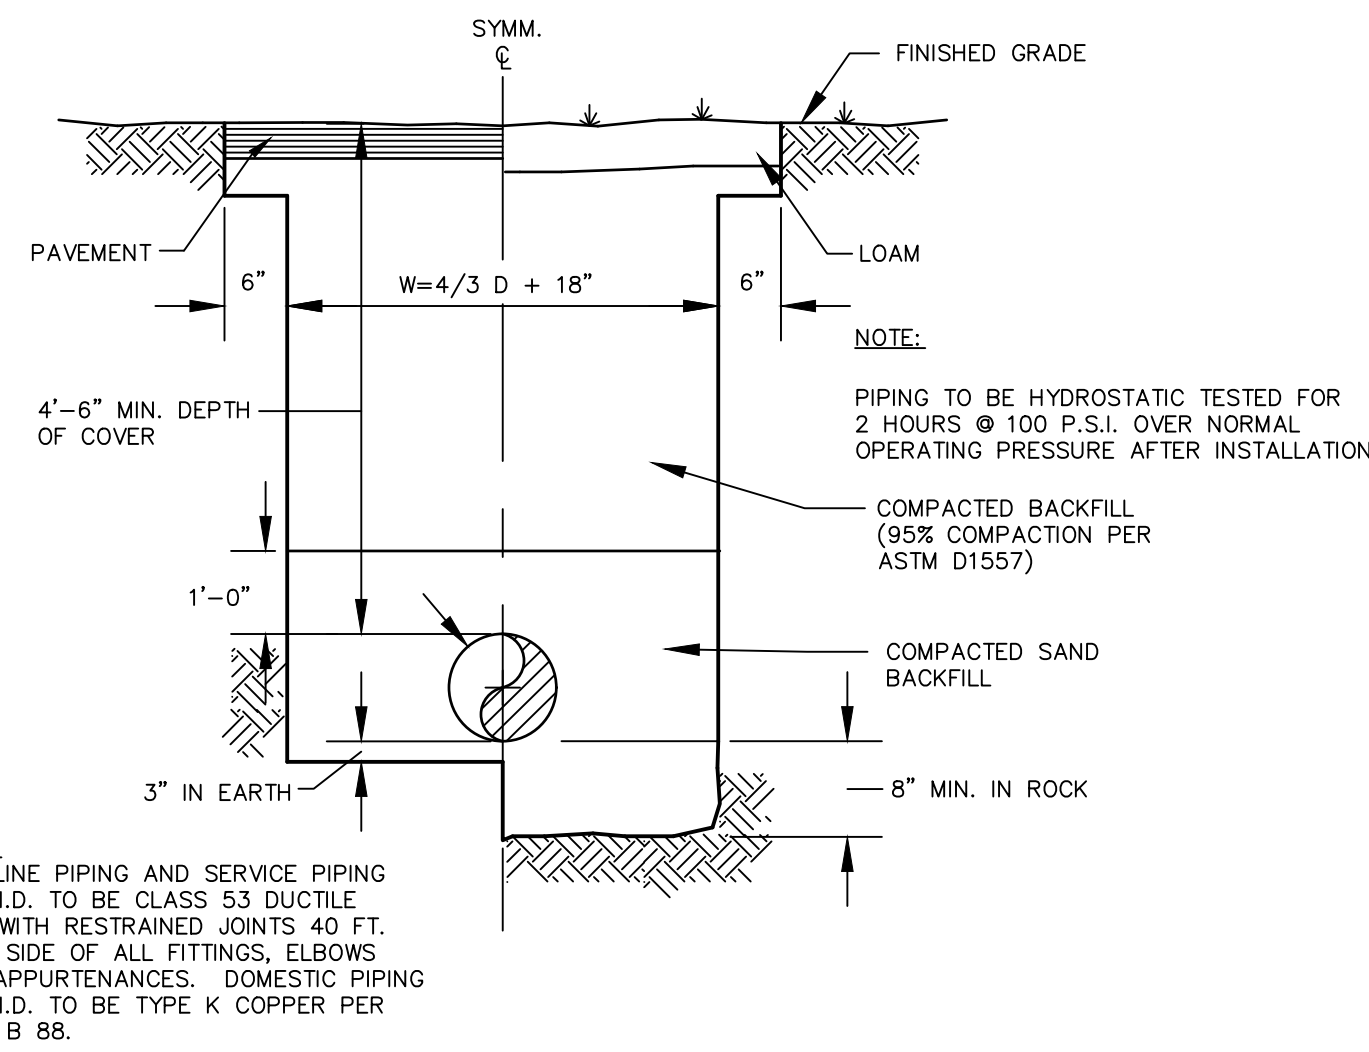 SYMM.
℄
FINISHED GRADE
PAVEMENT
LOAM
6"
W=4/3 D + 18"
6"
NOTE:
PIPING TO BE HYDROSTATIC TESTED FOR
2 HOURS @ 100 P.S.I. OVER NORMAL
OPERATING PRESSURE AFTER INSTALLATION
4'-6" MIN. DEPTH
OF COVER
COMPACTED BACKFILL
(95% COMPACTION PER
ASTM D1557)
1'-0"
COMPACTED SAND
BACKFILL
3" IN EARTH
8" MIN. IN ROCK
LINE PIPING AND SERVICE PIPING
I.D. TO BE CLASS 53 DUCTILE
WITH RESTRAINED JOINTS 40 FT.
SIDE OF ALL FITTINGS, ELBOWS
APPURTENANCES. DOMESTIC PIPING
I.D. TO BE TYPE K COPPER PER
B 88.